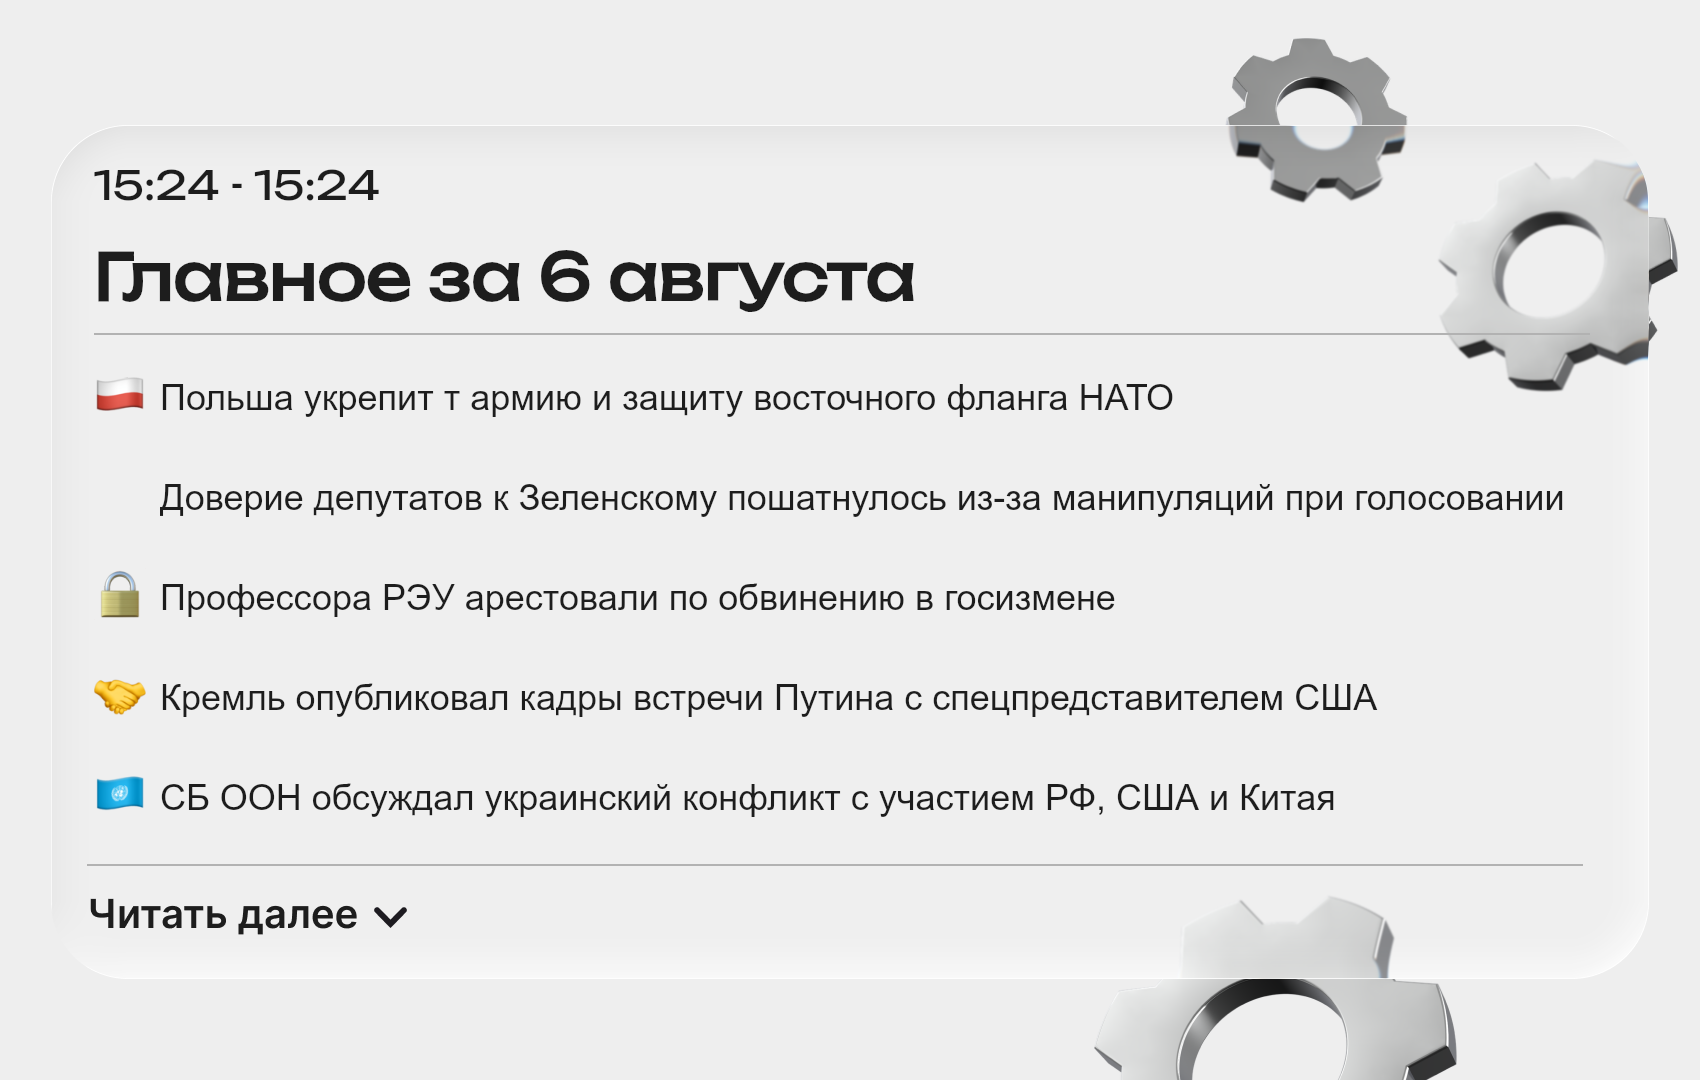 15:24 - 15:24
Главное за 6 августа
Польша укрепит т армию и защиту восточного фланга НАТО
Доверие депутатов к Зеленскому пошатнулось из-за манипуляций при голосовании
Профессора РЭУ арестовали по обвинению в госизмене
Кремль опубликовал кадры встречи Путина с спецпредставителем США
СБ ООН обсуждал украинский конфликт с участием РФ, США и Китая
Читать далее